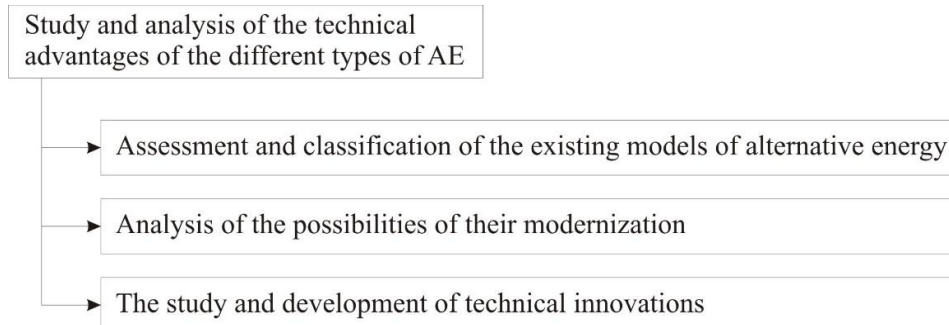 Study and analysis of the technical
advantages of the different types of AE
Assessment and classification of the existing models of alternative energy
Analysis of the possibilities of their modernization
The study and development of technical innovations